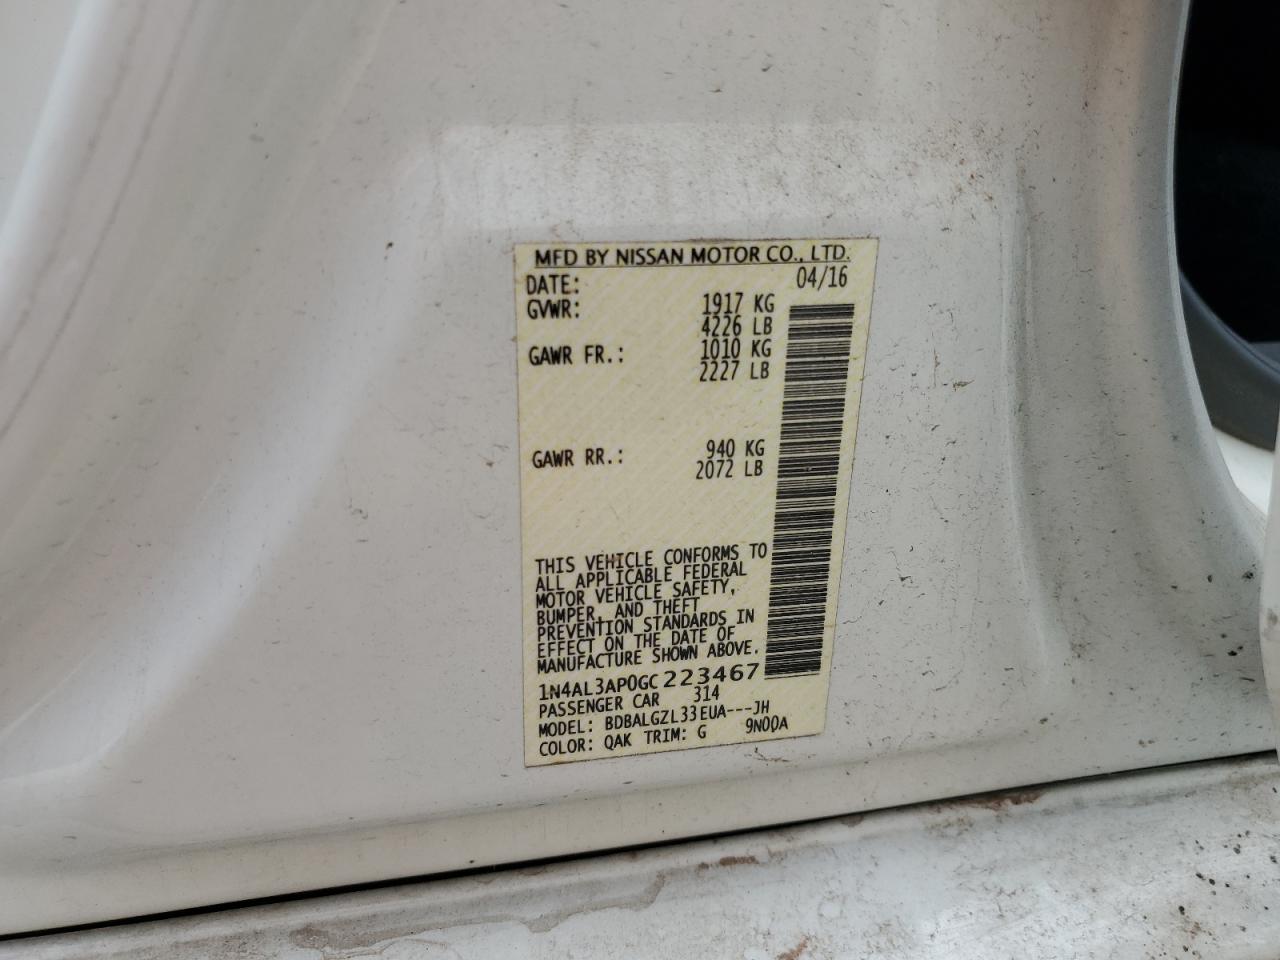 MFD BY NISSAN MOTOR CO., LTD.
DATE: 04/16
GVWR: 1917 KG
4226 LB
GAWR FR.: 1010 KG
2227 LB
GAWR RR.: 940 KG
2072 LB
THIS VEHICLE CONFORMS TO
ALL APPLICABLE FEDERAL
MOTOR VEHICLE SAFETY,
BUMPER, AND THEFT
PREVENTION STANDARDS IN
EFFECT ON THE DATE OF
MANUFACTURE SHOWN ABOVE.
1N4AL3AP0GC223467
PASSENGER CAR 314
MODEL: BDBALGZL33EUA---JH
COLOR: QAK TRIM: G 9N00A